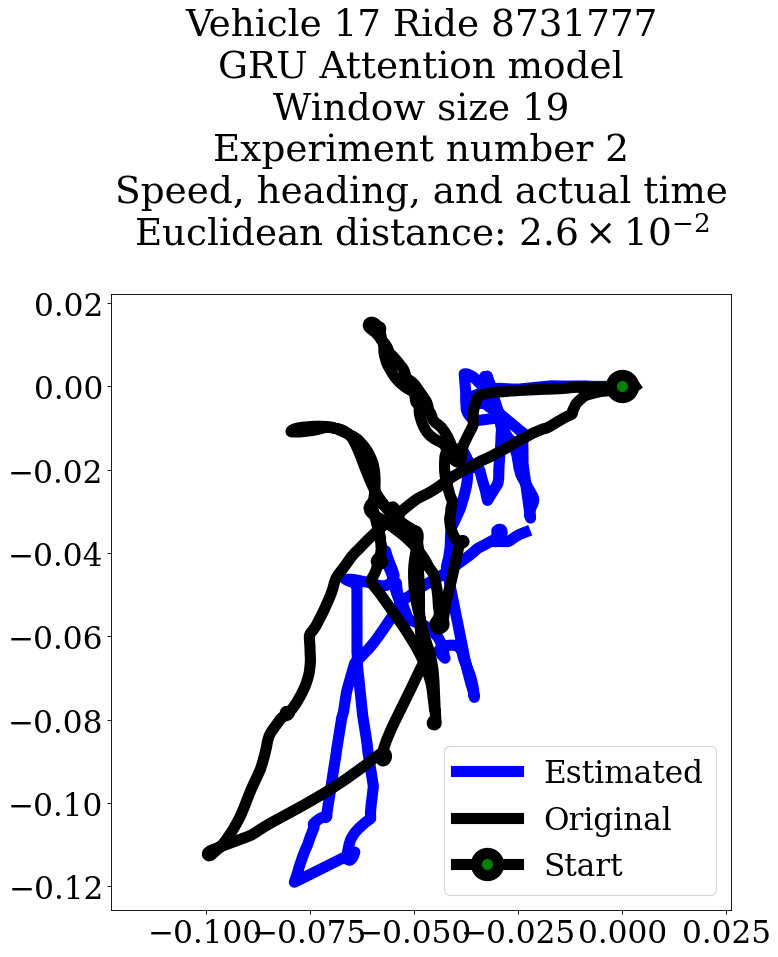 Vehicle 17 Ride 8731777
GRU Attention model
Window size 19
Experiment number 2
Speed, heading, and actual time
Euclidean distance: 2.6 × 10⁻²
0.02
0.00
−0.02
−0.04
−0.06
−0.08
−0.10
−0.12
Estimated
Original
Start
−0.100
−0.075
−0.050
−0.025
0.000
0.025